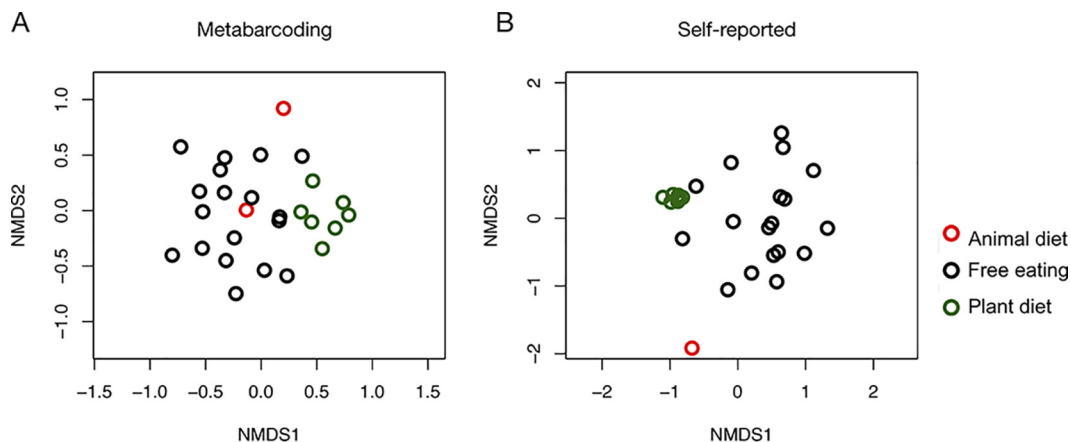 A
Metabarcoding
NMDS2
1.0
0.5
0.0
−0.5
−1.0
−1.5 −1.0 −0.5 0.0 0.5 1.0 1.5
NMDS1
B
Self-reported
NMDS2
2
1
0
−1
−2
−2 −1 0 1 2
NMDS1
Animal diet
Free eating
Plant diet